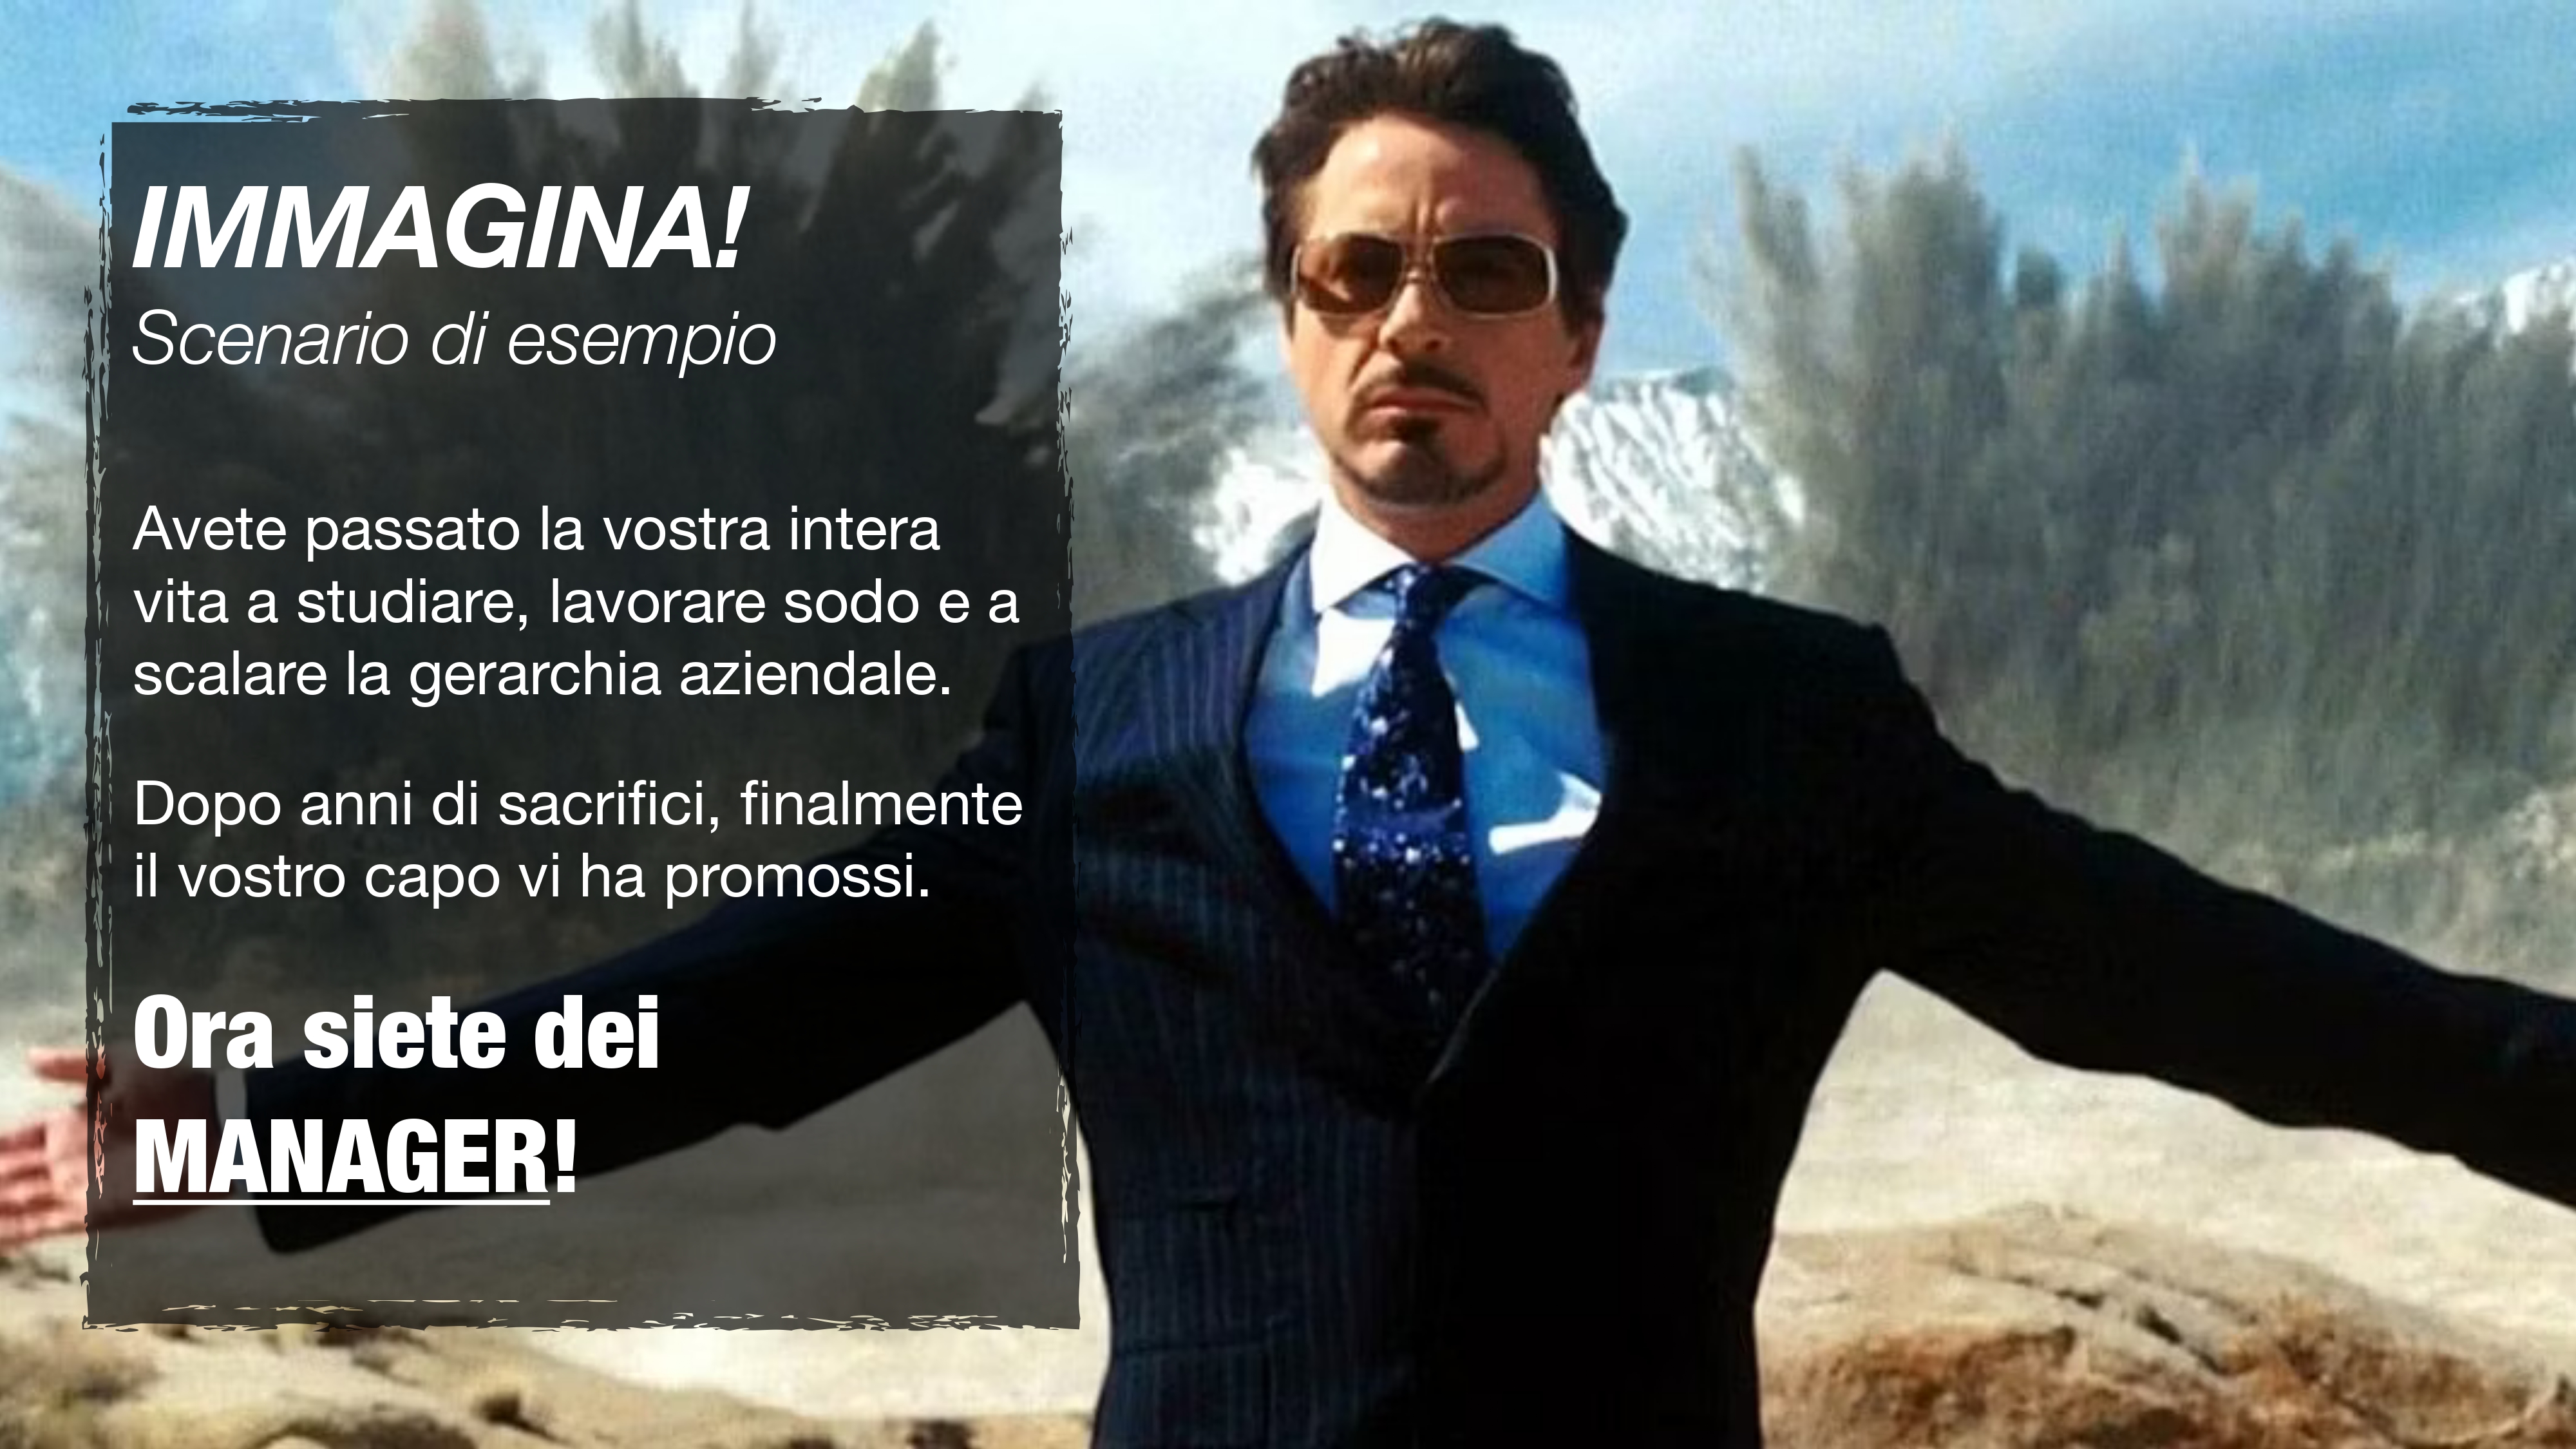 IMMAGINA!
Scenario di esempio
Avete passato la vostra intera
vita a studiare, lavorare sodo e a
scalare la gerarchia aziendale.
Dopo anni di sacrifici, finalmente
il vostro capo vi ha promossi.
Ora siete dei
MANAGER!